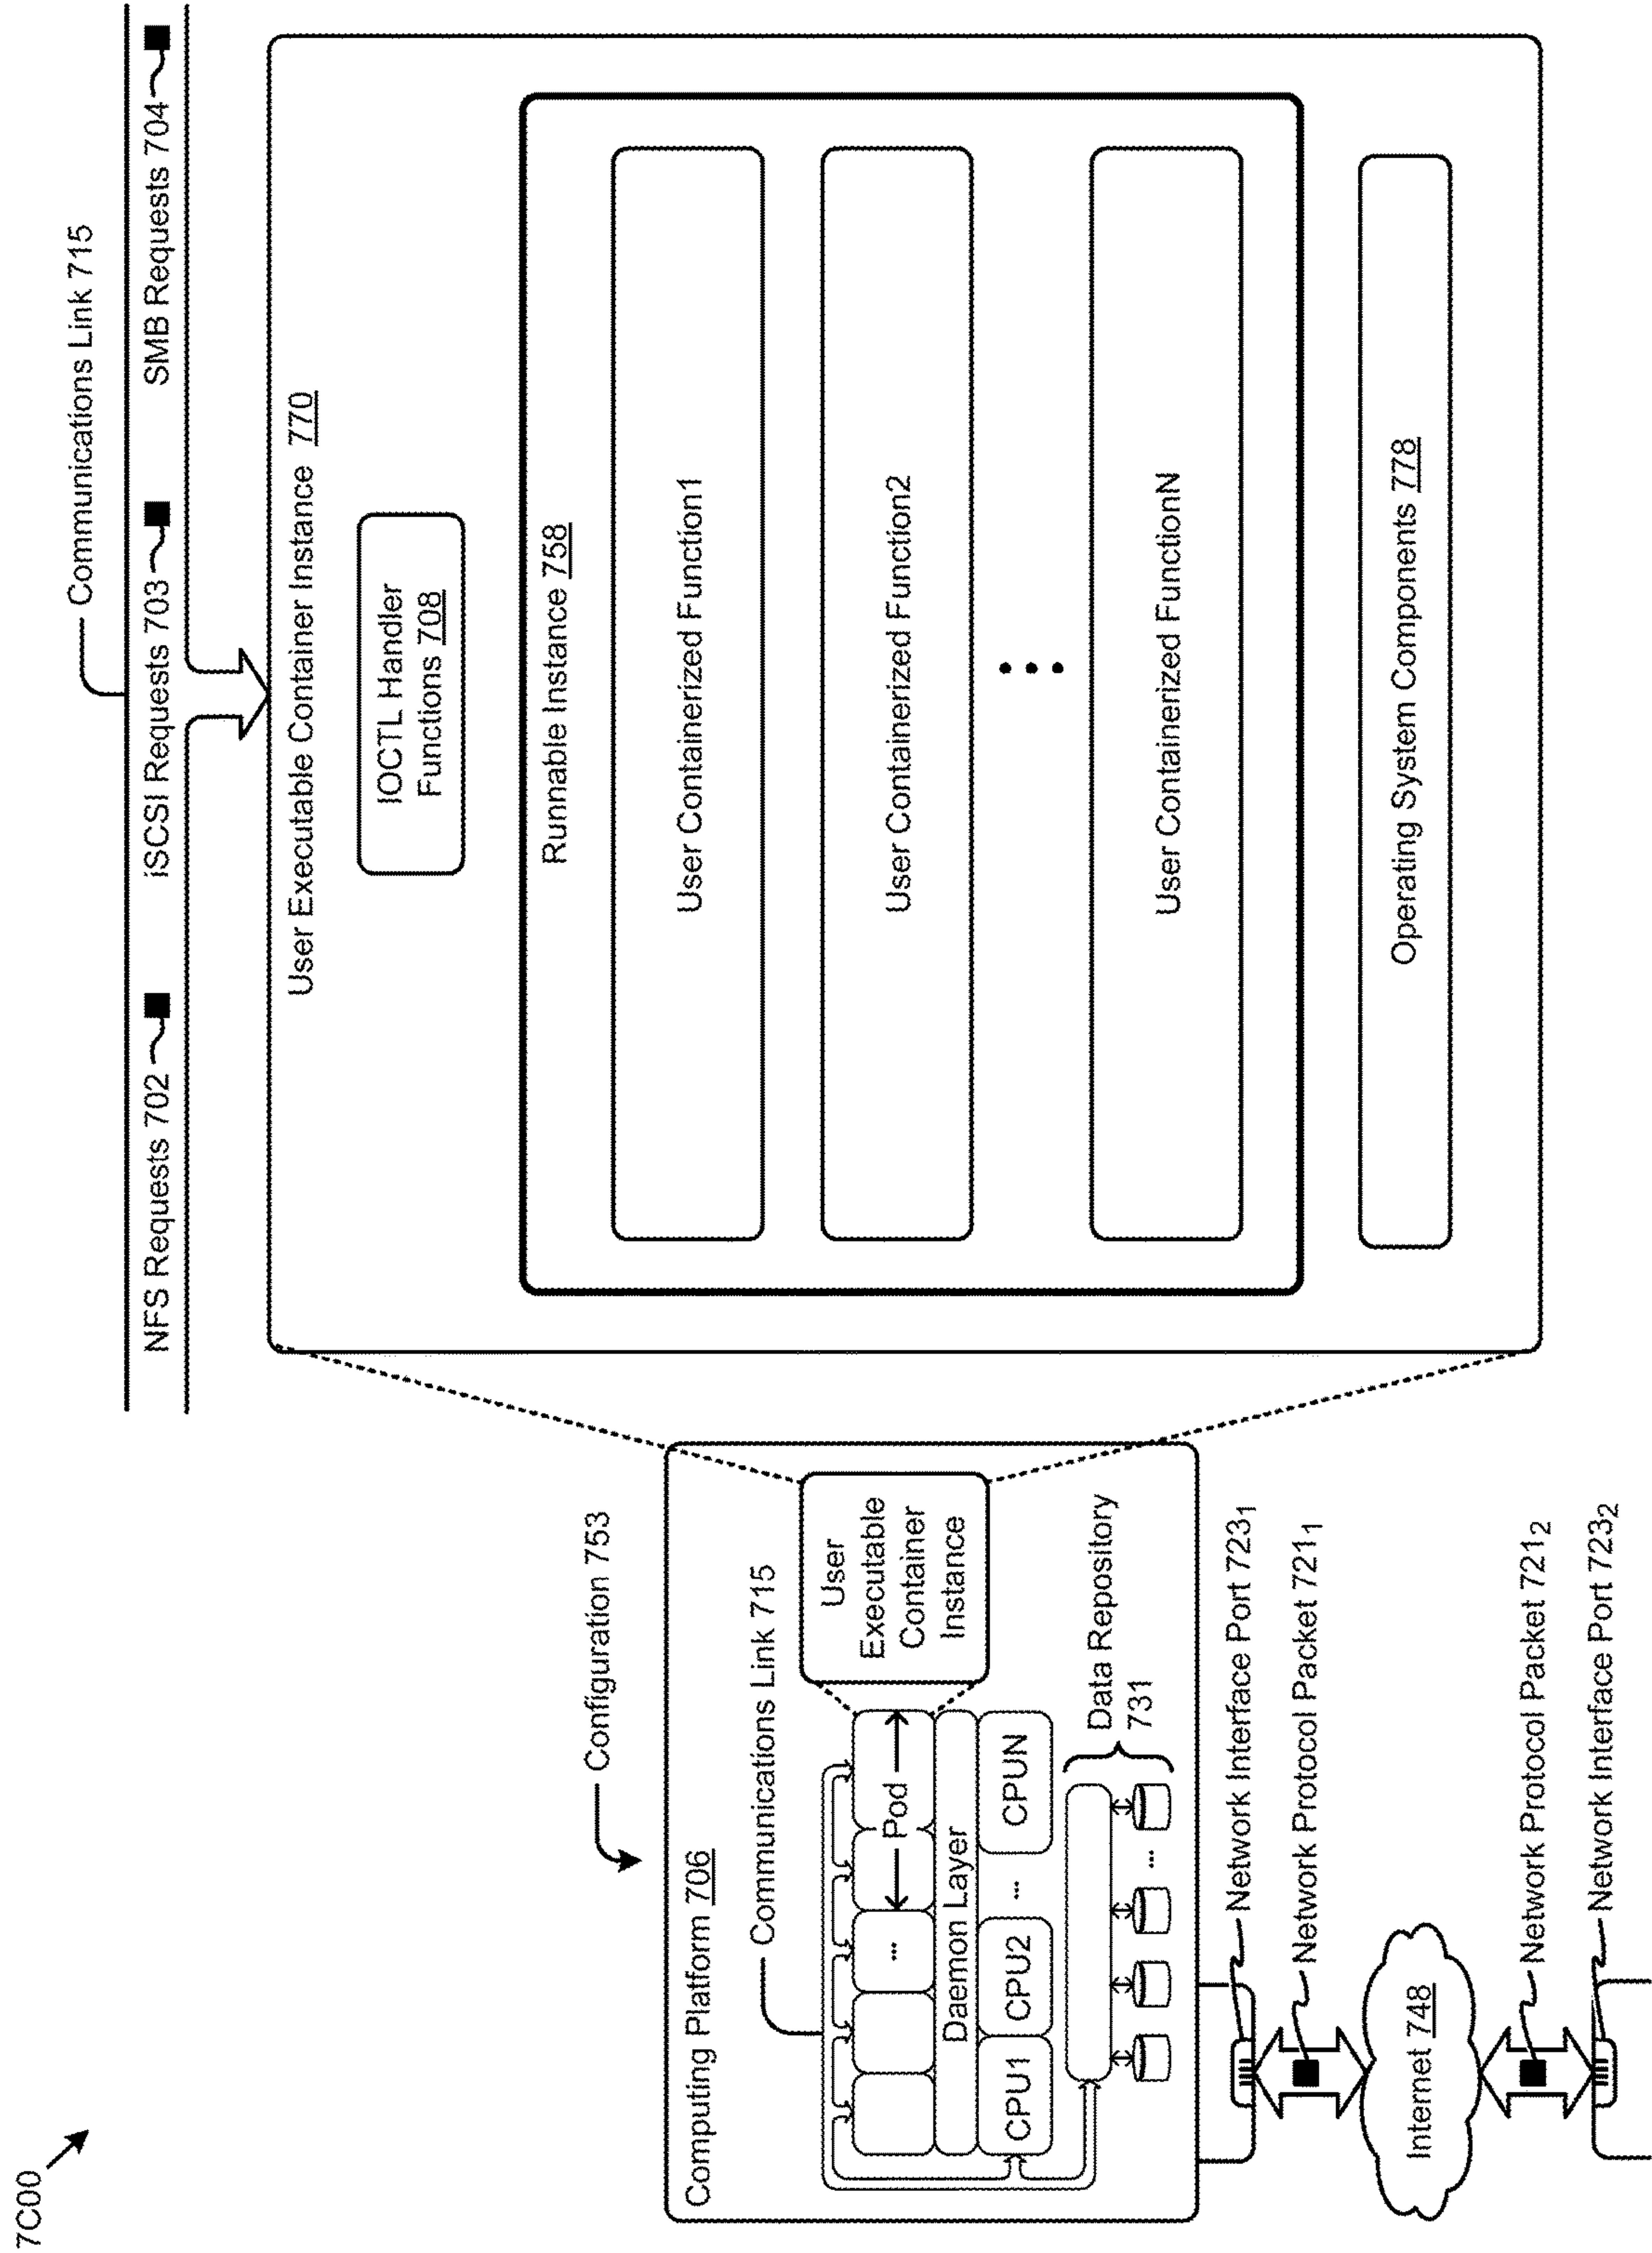 7C00
Communications Link 715
NFS Requests 702
iSCSI Requests 703
SMB Requests 704
User Executable Container Instance 770
IOCTL Handler
Functions 708
Runnable Instance 758
User Containerized Function1
User Containerized Function2
...
User Containerized FunctionN
Operating System Components 778
Configuration 753
Computing Platform 706
Communications Link 715
User
Executable
Container
Instance
...
Pod
Daemon Layer
CPU1
CPU2
...
CPUN
Data Repository
731
...
Network Interface Port 723₁
Network Protocol Packet 721₁
Internet 748
Network Protocol Packet 721₂
Network Interface Port 723₂